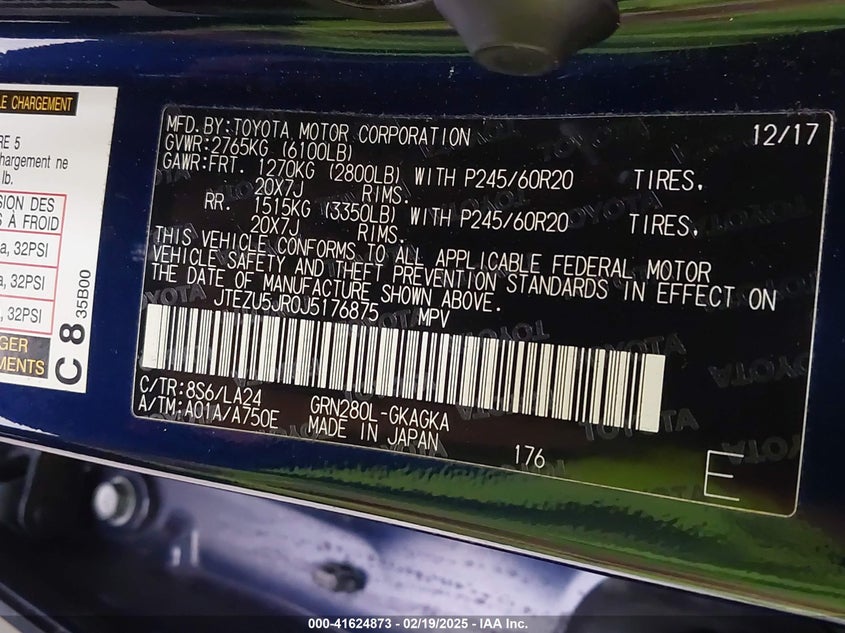 LE CHARGEMENT
RE 5
chargement ne
lb.
SION DES
S À FROID
a, 32PSI
a, 32PSI
, 32PSI
GER
EMENTS
C 8
35B00
MFD.BY:TOYOTA MOTOR CORPORATION 12/17
GVWR:2765KG (6100LB)
GAWR:FRT. 1270KG (2800LB) WITH P245/60R20 TIRES,
20X7J RIMS.
RR. 1515KG (3350LB) WITH P245/60R20 TIRES,
20X7J RIMS.
THIS VEHICLE CONFORMS TO ALL APPLICABLE FEDERAL MOTOR
VEHICLE SAFETY AND THEFT PREVENTION STANDARDS IN EFFECT ON
THE DATE OF MANUFACTURE SHOWN ABOVE.
JTEZU5JR0J5176875 MPV
C/TR:8S6/LA24 GRN280L-GKAGKA
A/TM:A01A/A750E MADE IN JAPAN
176
E
000-41624873 - 02/19/2025 - IAA Inc.